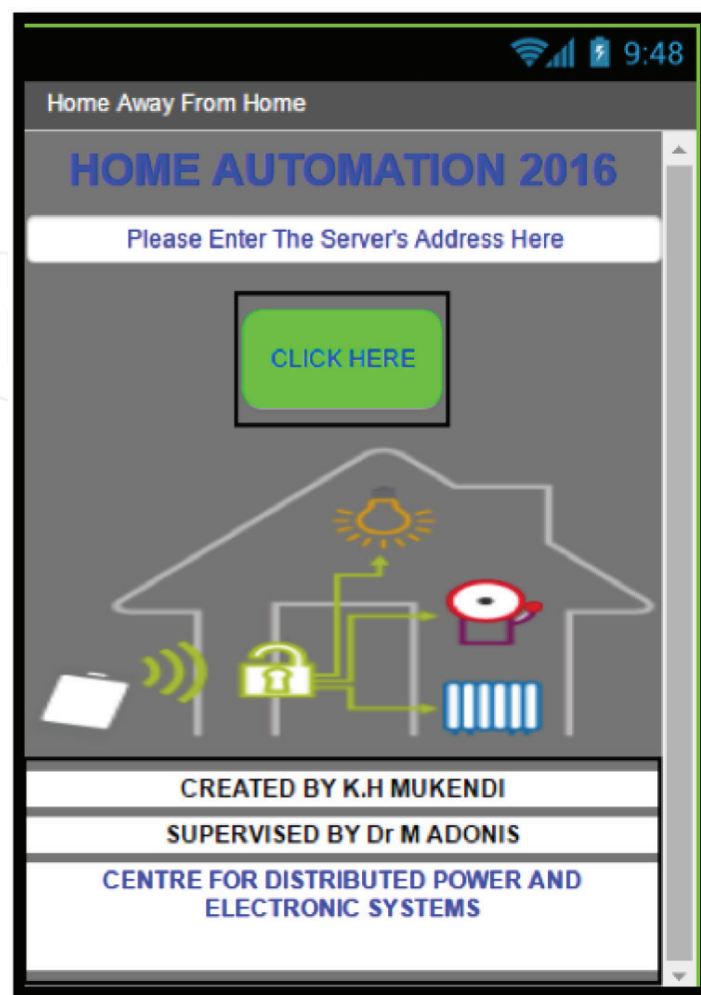 9:48
Home Away From Home
HOME AUTOMATION 2016
Please Enter The Server's Address Here
CLICK HERE
CREATED BY K.H MUKENDI
SUPERVISED BY Dr M ADONIS
CENTRE FOR DISTRIBUTED POWER AND
ELECTRONIC SYSTEMS